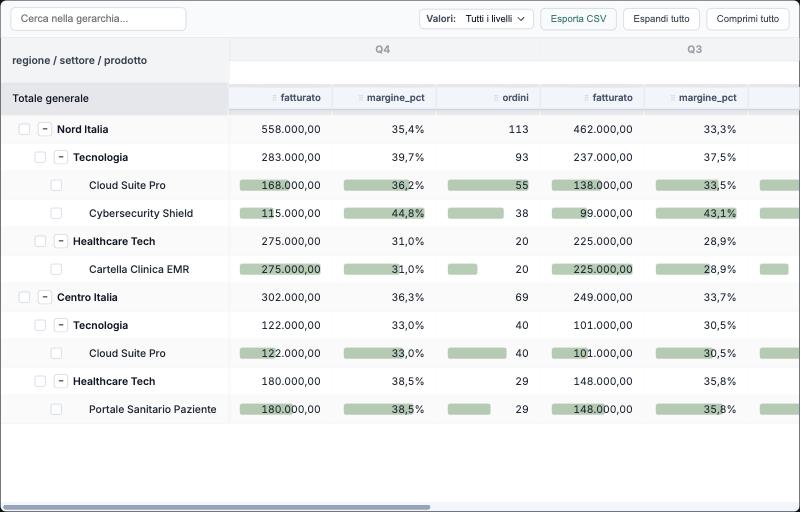 Cerca nella gerarchia...
Valori: Tutti i livelli
Esporta CSV
Espandi tutto
Comprimi tutto
regione / settore / prodotto
Q4 Q3
Totale generale fatturato margine_pct ordini fatturato margine_pct
Nord Italia 558.000,00 35,4% 113 462.000,00 33,3%
Tecnologia 283.000,00 39,7% 93 237.000,00 37,5%
Cloud Suite Pro 168.000,00 36,2% 55 138.000,00 33,5%
Cybersecurity Shield 115.000,00 44,8% 38 99.000,00 43,1%
Healthcare Tech 275.000,00 31,0% 20 225.000,00 28,9%
Cartella Clinica EMR 275.000,00 31,0% 20 225.000,00 28,9%
Centro Italia 302.000,00 36,3% 69 249.000,00 33,7%
Tecnologia 122.000,00 33,0% 40 101.000,00 30,5%
Cloud Suite Pro 122.000,00 33,0% 40 101.000,00 30,5%
Healthcare Tech 180.000,00 38,5% 29 148.000,00 35,8%
Portale Sanitario Paziente 180.000,00 38,5% 29 148.000,00 35,8%